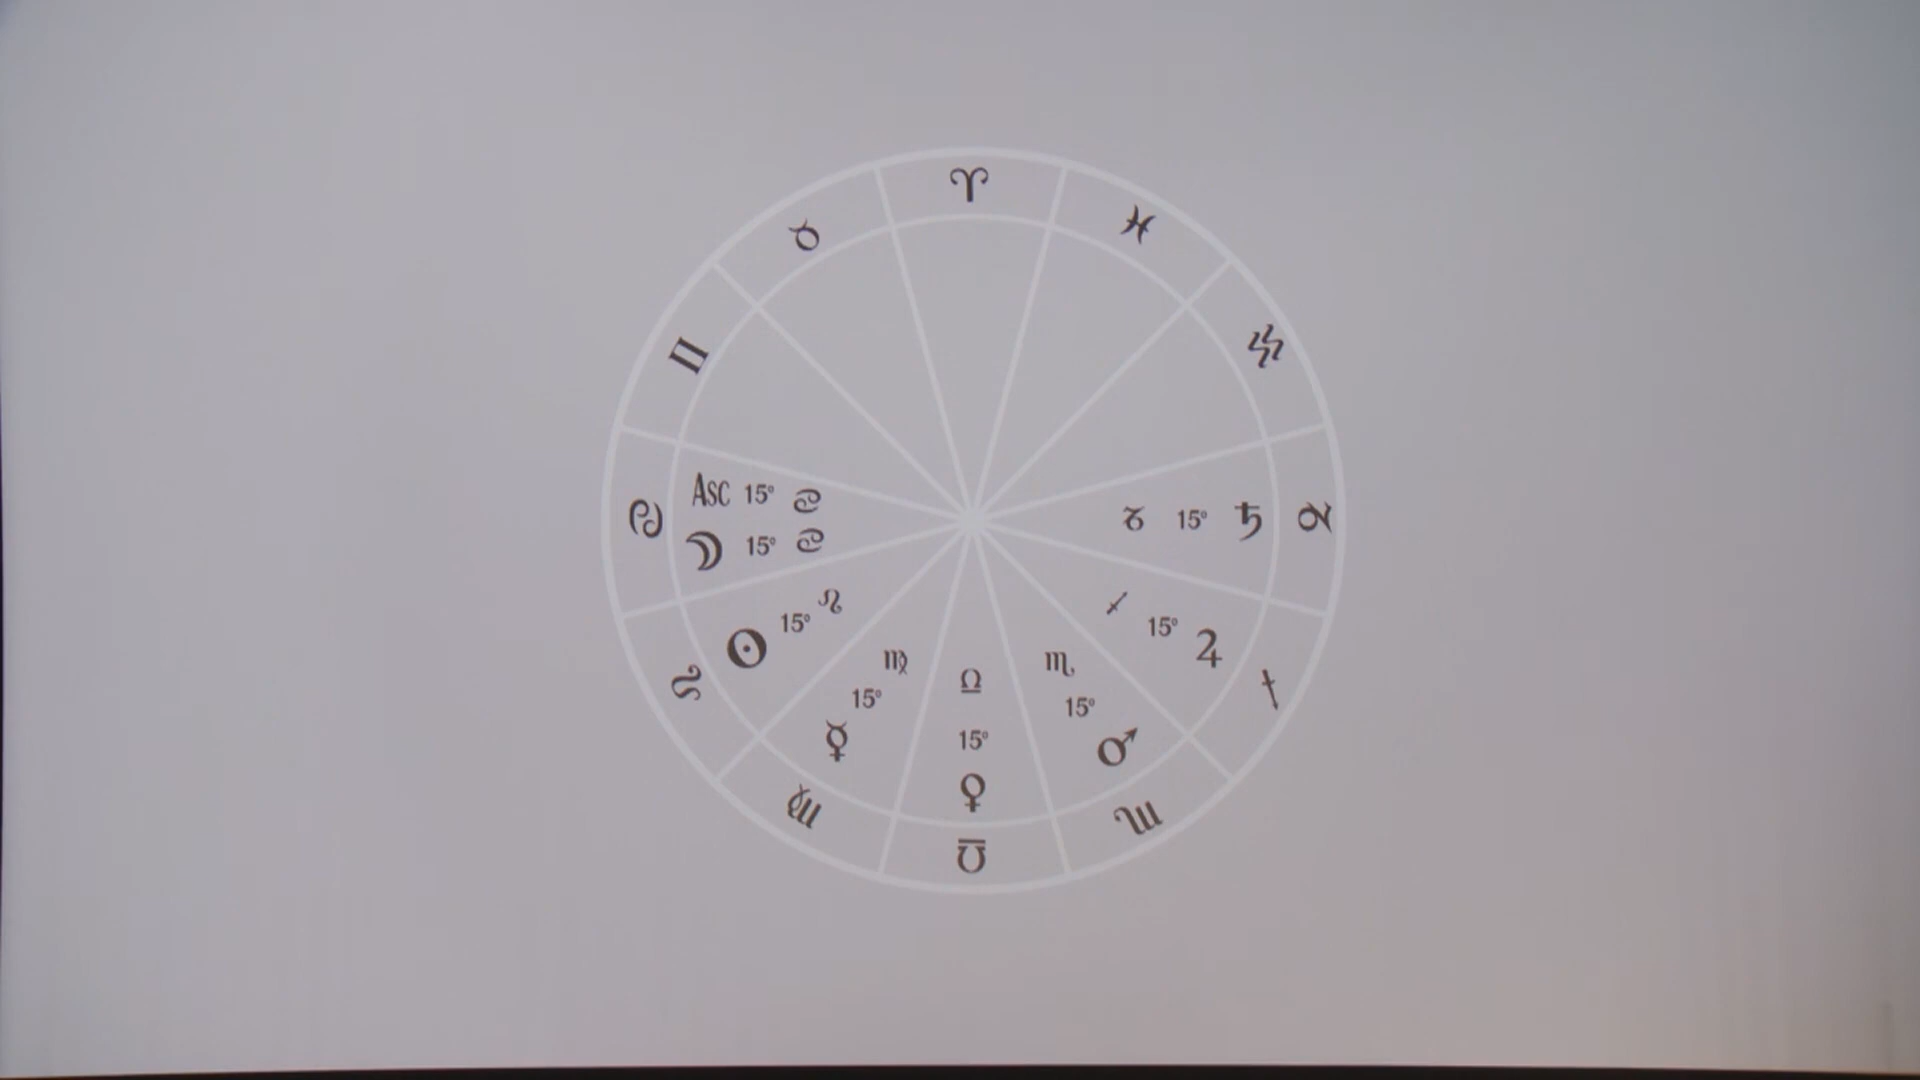 ♈
♉ ♓
♊ ♒
Asc 15° ♋
♋ ☽ 15° ♋
♑ 15° ♄ ♑
☉ 15° ♌
♐ 15° ♃
♌ ♐
☿ 15° ♍
♎ 15° ♀
♏ 15° ♂
♍ ♏
♎